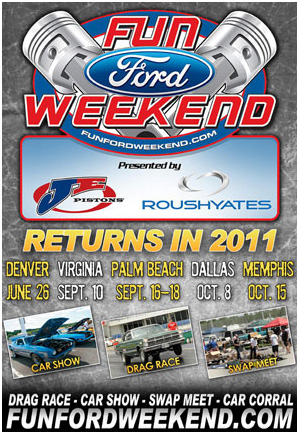 FUN
Ford
WEEKEND
FUNFORDWEEKEND.COM
Presented by
JE
PISTONS
ROUSHYATES
RETURNS IN 2011
DENVER VIRGINIA PALM BEACH DALLAS MEMPHIS
JUNE 26 SEPT. 10 SEPT. 16-18 OCT. 8 OCT. 15
CAR SHOW DRAG RACE SWAP MEET
DRAG RACE - CAR SHOW - SWAP MEET - CAR CORRAL
FUNFORDWEEKEND.COM